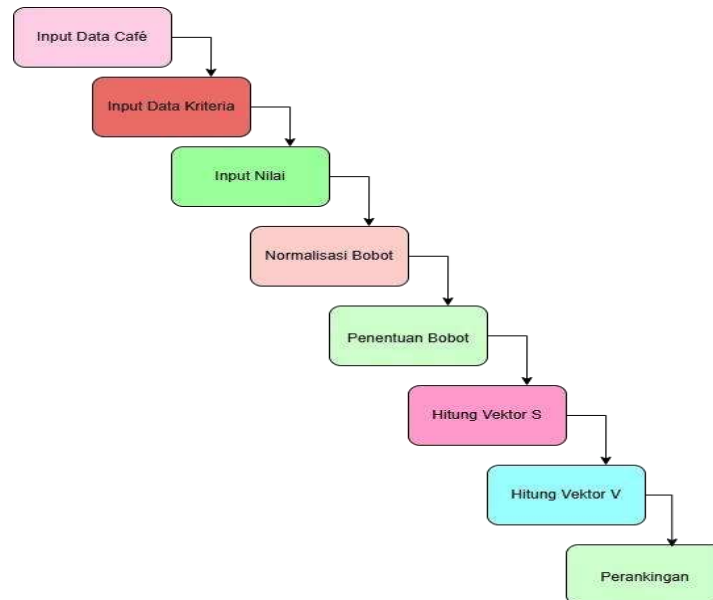 Input Data Café
Input Data Kriteria
Input Nilai
Normalisasi Bobot
Penentuan Bobot
Hitung Vektor S
Hitung Vektor V
Perankingan